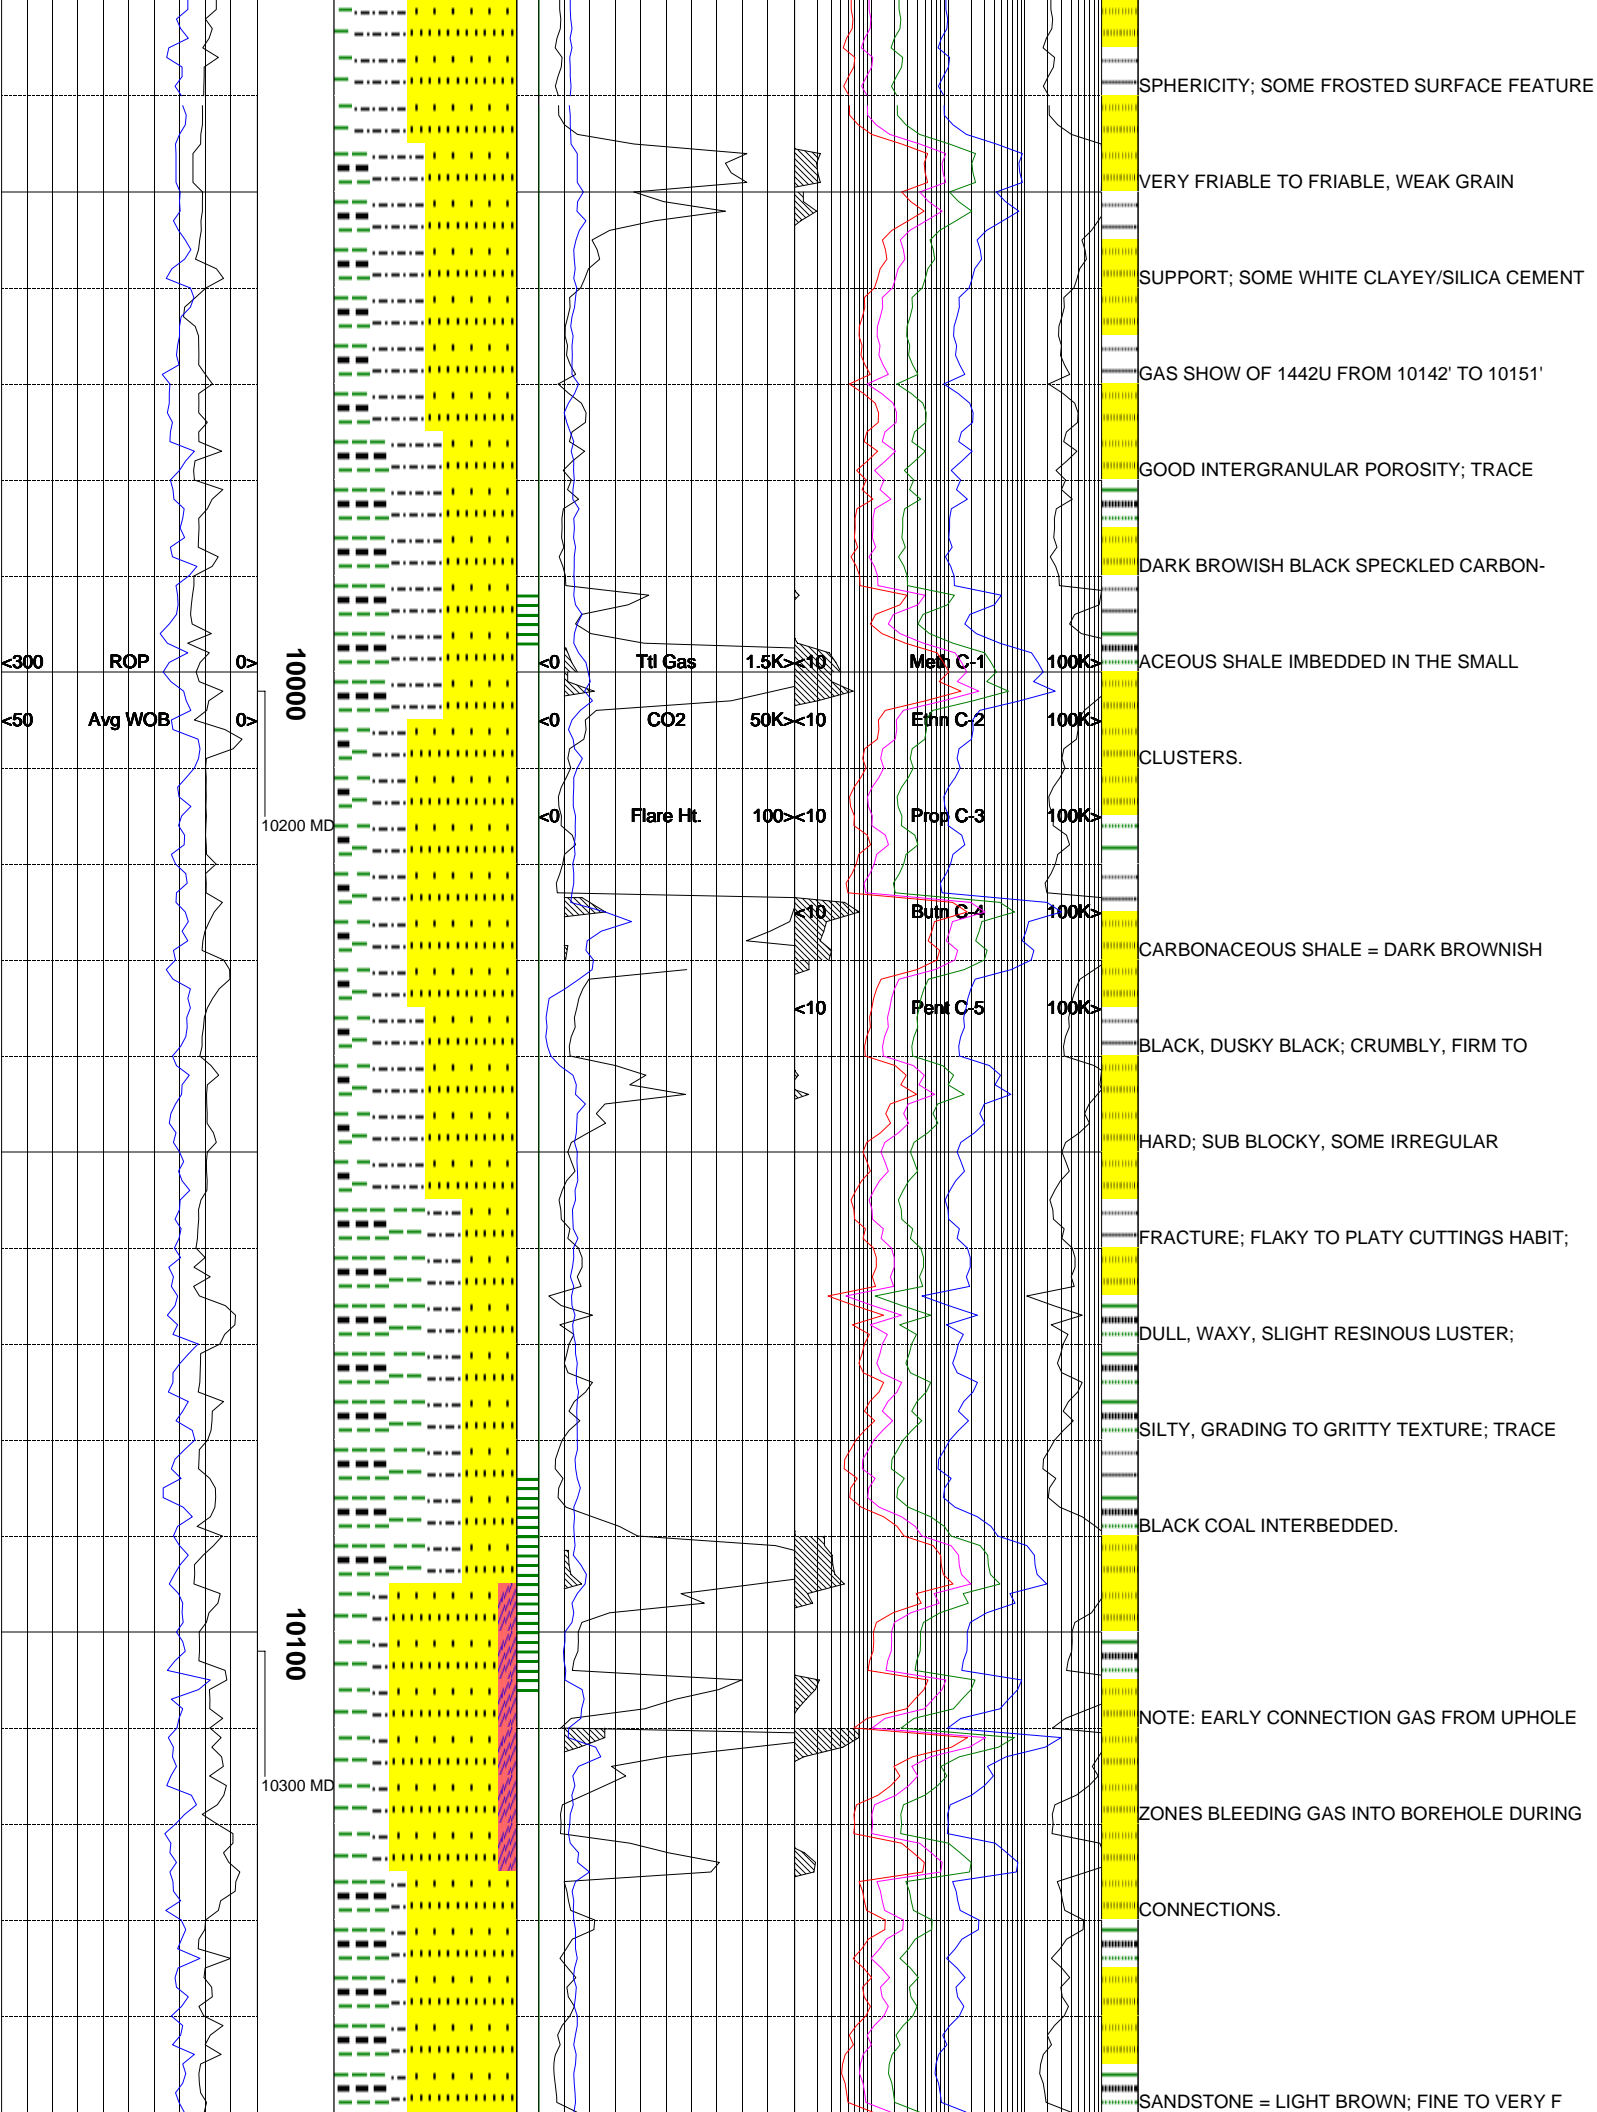 SPHERICITY; SOME FROSTED SURFACE FEATURE
VERY FRIABLE TO FRIABLE, WEAK GRAIN
SUPPORT; SOME WHITE CLAYEY/SILICA CEMENT
GAS SHOW OF 1442U FROM 10142' TO 10151'
GOOD INTERGRANULAR POROSITY; TRACE
DARK BROWISH BLACK SPECKLED CARBON-
<300 ROP 0> 10000 <0 Ttl Gas 1.5K> <10 Meth C-1 100K> ACEOUS SHALE IMBEDDED IN THE SMALL
<50 Avg WOB 0> <0 CO2 50K> <10 Ethn C-2 100K>
CLUSTERS.
10200 MD <0 Flare Ht. 100> <10 Prop C-3 100K>
<10 Butn C-4 100K>
CARBONACEOUS SHALE = DARK BROWNISH
<10 Pent C-5 100K>
BLACK, DUSKY BLACK; CRUMBLY, FIRM TO
HARD; SUB BLOCKY, SOME IRREGULAR
FRACTURE; FLAKY TO PLATY CUTTINGS HABIT;
DULL, WAXY, SLIGHT RESINOUS LUSTER;
SILTY, GRADING TO GRITTY TEXTURE; TRACE
BLACK COAL INTERBEDDED.
10100
NOTE: EARLY CONNECTION GAS FROM UPHOLE
10300 MD
ZONES BLEEDING GAS INTO BOREHOLE DURING
CONNECTIONS.
SANDSTONE = LIGHT BROWN; FINE TO VERY F